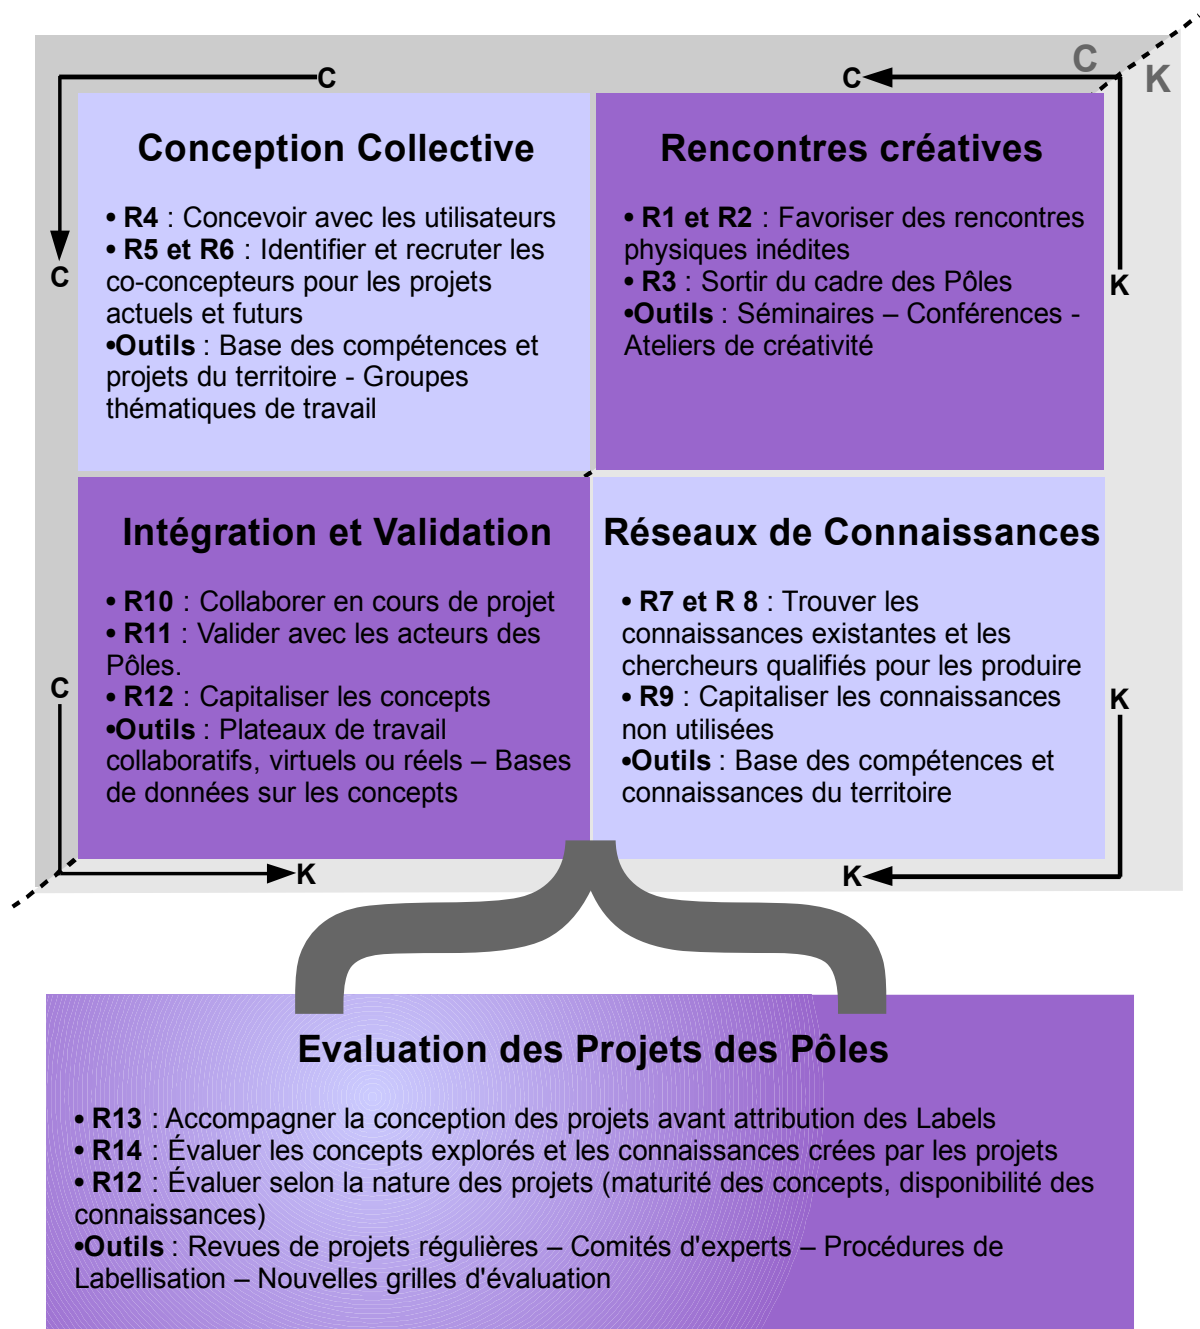 C
K
C
C
Conception Collective
• R4 : Concevoir avec les utilisateurs
• R5 et R6 : Identifier et recruter les
co-concepteurs pour les projets
actuels et futurs
•Outils : Base des compétences et
projets du territoire - Groupes
thématiques de travail
C
Rencontres créatives
• R1 et R2 : Favoriser des rencontres
physiques inédites
• R3 : Sortir du cadre des Pôles
•Outils : Séminaires – Conférences -
Ateliers de créativité
K
Intégration et Validation
• R10 : Collaborer en cours de projet
• R11 : Valider avec les acteurs des
Pôles.
• R12 : Capitaliser les concepts
•Outils : Plateaux de travail
collaboratifs, virtuels ou réels – Bases
de données sur les concepts
C
K
Réseaux de Connaissances
• R7 et R 8 : Trouver les
connaissances existantes et les
chercheurs qualifiés pour les produire
• R9 : Capitaliser les connaissances
non utilisées
•Outils : Base des compétences et
connaissances du territoire
K
K
Evaluation des Projets des Pôles
• R13 : Accompagner la conception des projets avant attribution des Labels
• R14 : Évaluer les concepts explorés et les connaissances crées par les projets
• R12 : Évaluer selon la nature des projets (maturité des concepts, disponibilité des
connaissances)
•Outils : Revues de projets régulières – Comités d'experts – Procédures de
Labellisation – Nouvelles grilles d'évaluation